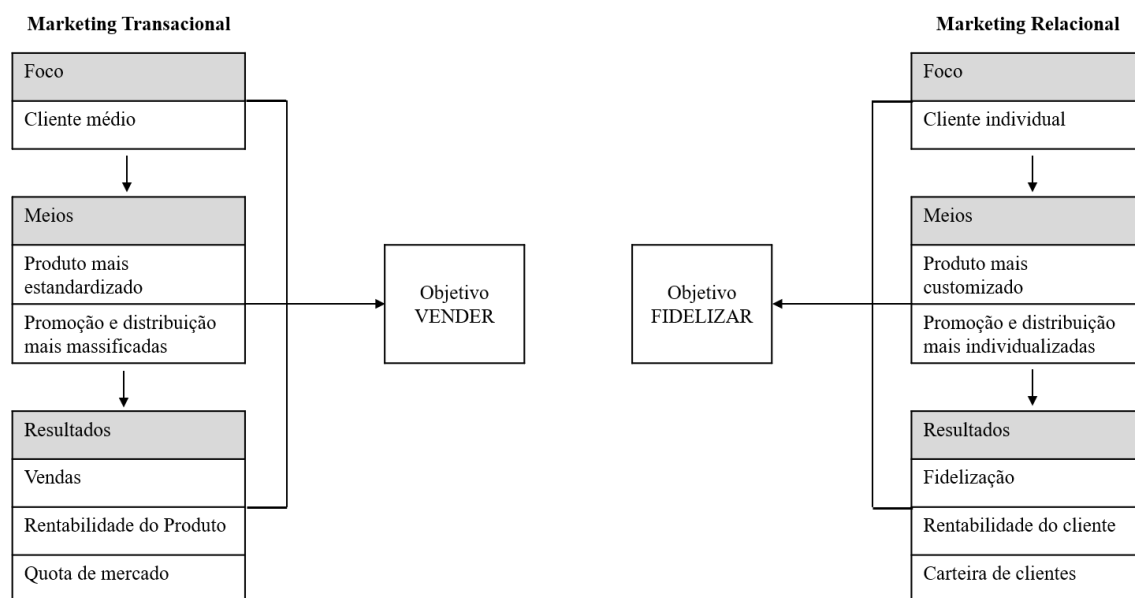 Marketing Transacional
Foco
Cliente médio
Meios
Produto mais
estandardizado
Promoção e distribuição
mais massificadas
Resultados
Vendas
Rentabilidade do Produto
Quota de mercado
Objetivo
VENDER
Objetivo
FIDELIZAR
Marketing Relacional
Foco
Cliente individual
Meios
Produto mais
customizado
Promoção e distribuição
mais individualizadas
Resultados
Fidelização
Rentabilidade do cliente
Carteira de clientes